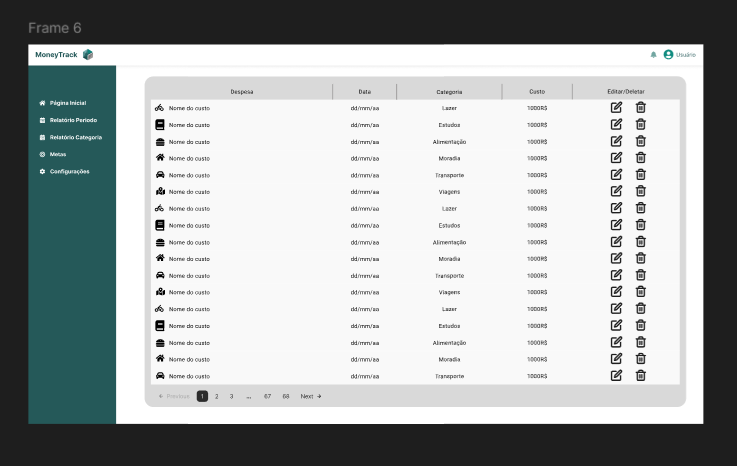 Frame 6
MoneyTrack
Usuário
Página Inicial
Relatório Periodo
Relatório Categoria
Metas
Configurações
Despesa Data Categoria Custo Editar/Deletar
Nome do custo dd/mm/aa Lazer 1000R$
Nome do custo dd/mm/aa Estudos 1000R$
Nome do custo dd/mm/aa Alimentação 1000R$
Nome do custo dd/mm/aa Moradia 1000R$
Nome do custo dd/mm/aa Transporte 1000R$
Nome do custo dd/mm/aa Viagens 1000R$
Nome do custo dd/mm/aa Lazer 1000R$
Nome do custo dd/mm/aa Estudos 1000R$
Nome do custo dd/mm/aa Alimentação 1000R$
Nome do custo dd/mm/aa Moradia 1000R$
Nome do custo dd/mm/aa Transporte 1000R$
Nome do custo dd/mm/aa Viagens 1000R$
Nome do custo dd/mm/aa Lazer 1000R$
Nome do custo dd/mm/aa Estudos 1000R$
Nome do custo dd/mm/aa Alimentação 1000R$
Nome do custo dd/mm/aa Moradia 1000R$
Nome do custo dd/mm/aa Transporte 1000R$
← Previous 1 2 3 ... 67 68 Next →